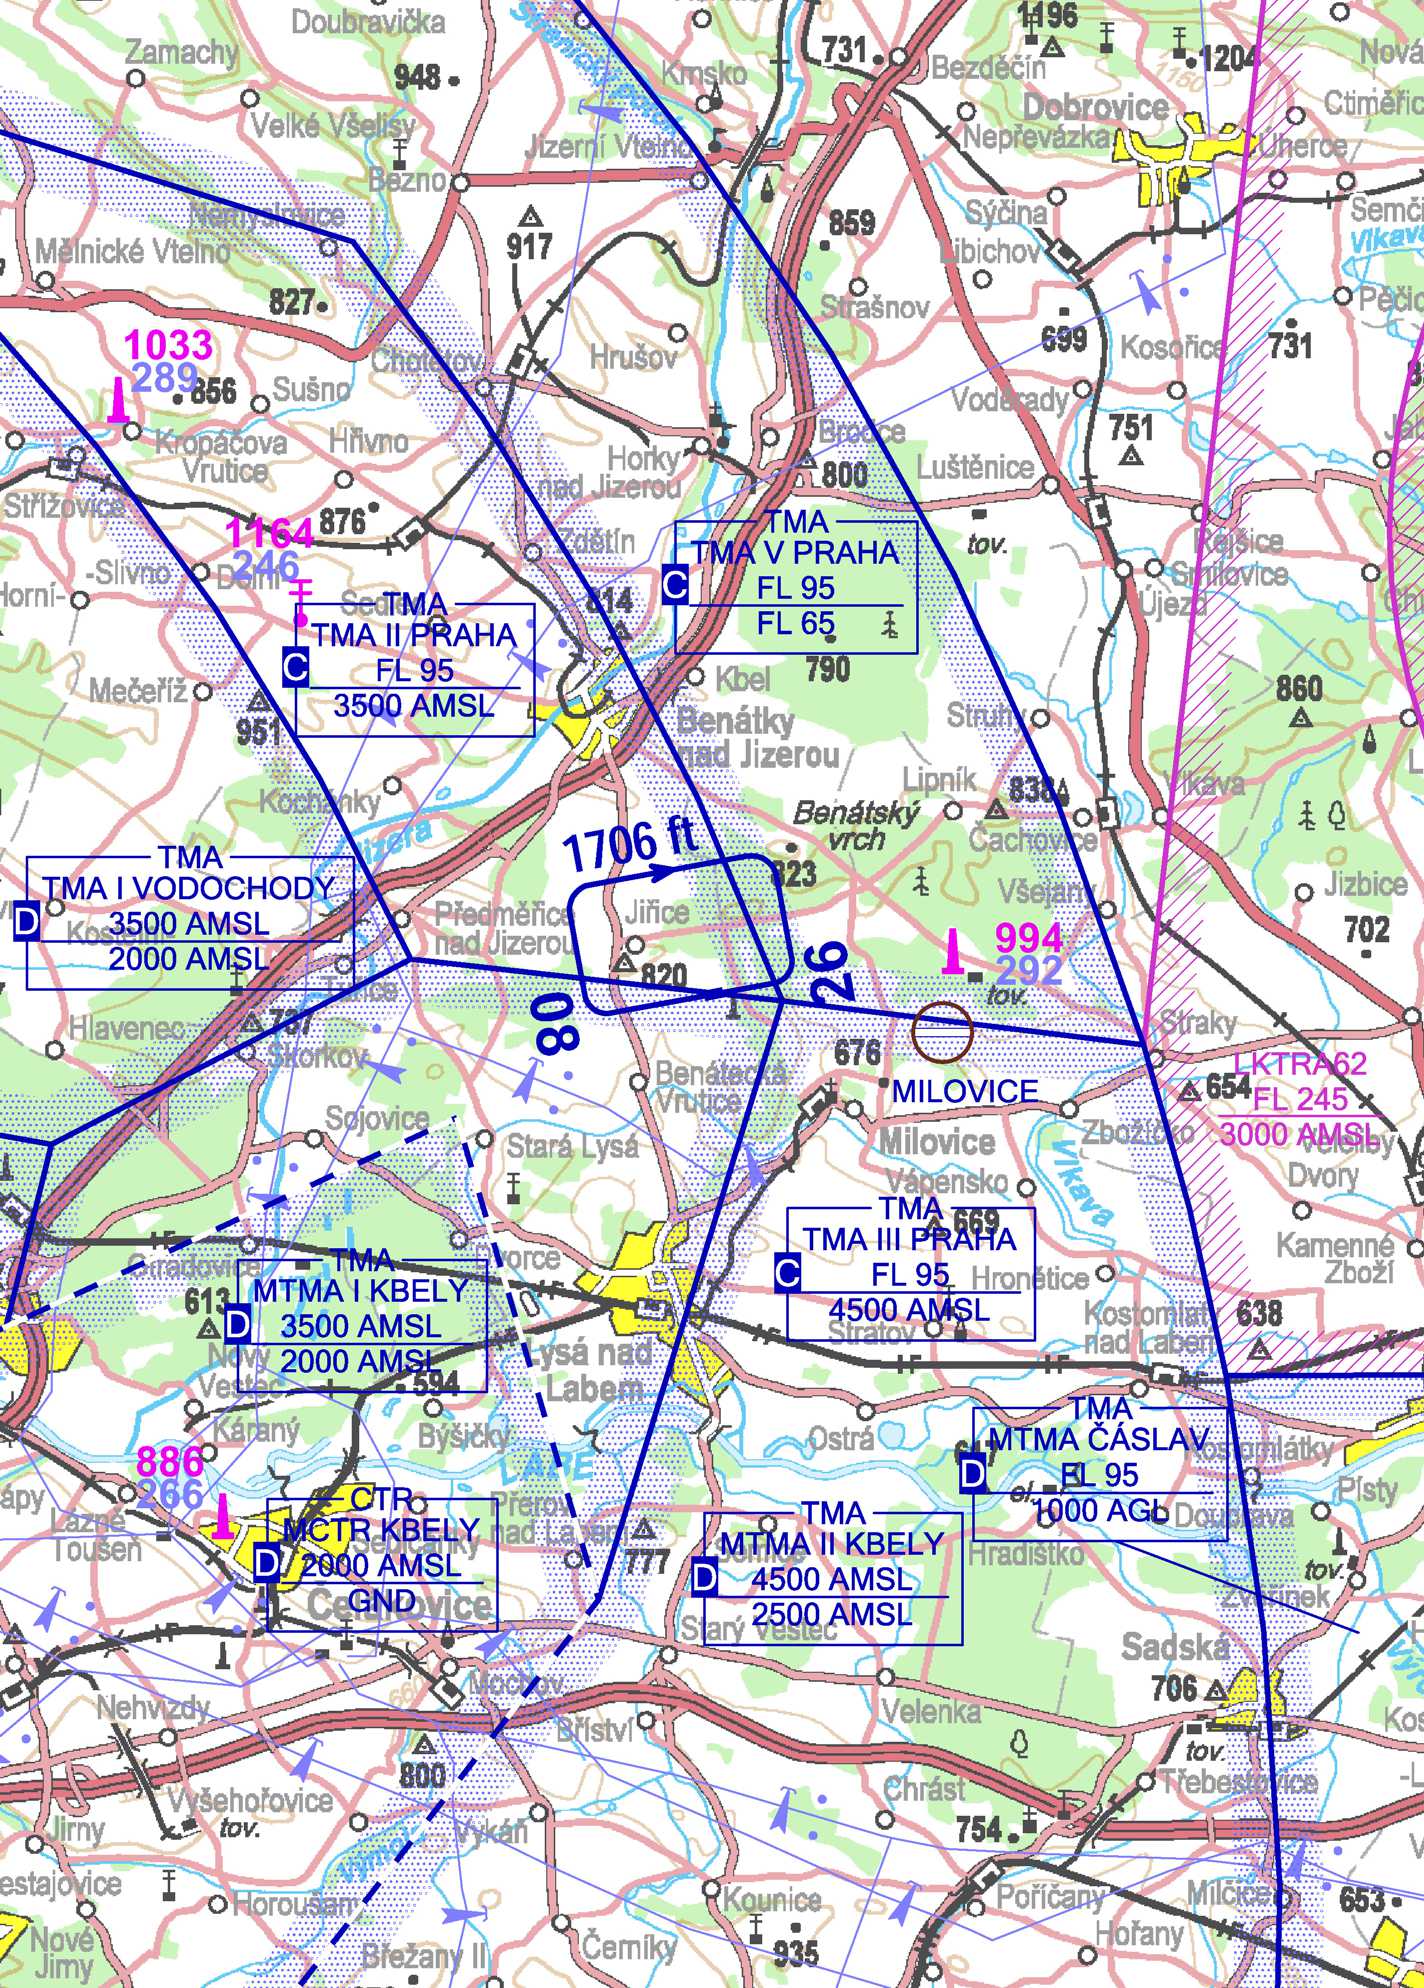 Doubravička
1196
Zamachy
731
948
Krnsko
Bezděčín
1204
Nová
Dobrovice
Ctiměřic
Velké Všelisy
Jizerní Vtelno
Nepřevázka
Úherce
Bezno
Němyslovice
917
859
Sýčina
Semči
Mělnické Vtelno
Libichov
Vlkava
827
Strašnov
Pěčic
1033
289
699
731
Hrušov
Kosořice
Chotětov
856
Sušno
Voděrady
Kropáčova
Vrutice
Hřivno
Brodce
751
Horky
nad Jizerou
800
Luštěnice
Střížovice
876
1164
246
TMA
TMA V PRAHA
C
FL 95
FL 65
tov.
Zdětín
Rejšice
Smilovice
-Slivno
Dolní
Horní-
Újezd
814
TMA
TMA II PRAHA
C
FL 95
3500 AMSL
790
Kbel
Mečeříž
951
860
Benátky
nad Jizerou
Struhy
Lipník
Vlkava
Kochánky
838
Benátský
vrch
Čachovice
Jizera
1706 ft
823
TMA
TMA I VODOCHODY
D
3500 AMSL
2000 AMSL
Jizbice
Všejany
Předměřice
nad Jizerou
Jiřice
702
994
292
820
26
08
tov.
Tuřice
737
Hlavenec
Skorkov
Straky
676
MILOVICE
LKTRA62
FL 245
3000 AMSL
654
Benátecká
Vrutice
Sojovice
Stará Lysá
Milovice
Zbožíčko
Vlkava
Dvory
Vápensko
TMA
TMA III PRAHA
C
FL 95
4500 AMSL
669
Kamenné
Zboží
Dvorce
Otradovice
Hronětice
TMA
MTMA I KBELY
D
3500 AMSL
2000 AMSL
613
Kostomlaty
nad Labem
638
Stratov
Nový
Vestec
Lysá nad
Labem
594
Káraný
Býšičky
Ostrá
TMA
MTMA ČÁSLAV
D
FL 95
1000 AGL
Kostomlátky
886
266
LABE
Písty
el.
Přerov
nad Labem
Lázně
Toušeň
CTR
MCTR KBELY
D
2000 AMSL
GND
TMA
MTMA II KBELY
D
4500 AMSL
2500 AMSL
Doubrava
Hradištko
777
tov.
Zvěřínek
Čelákovice
Starý Vestec
Sadská
Mochov
706
Nehvizdy
Bříství
Velenka
tov.
800
Třebestovice
Chrást
Vyšehořovice
tov.
Jirny
Vykáň
754
Výmola
Kounice
Poříčany
Milčice
653
Horoušany
Hořany
Nové
Jirny
Břežany II
Černíky
935